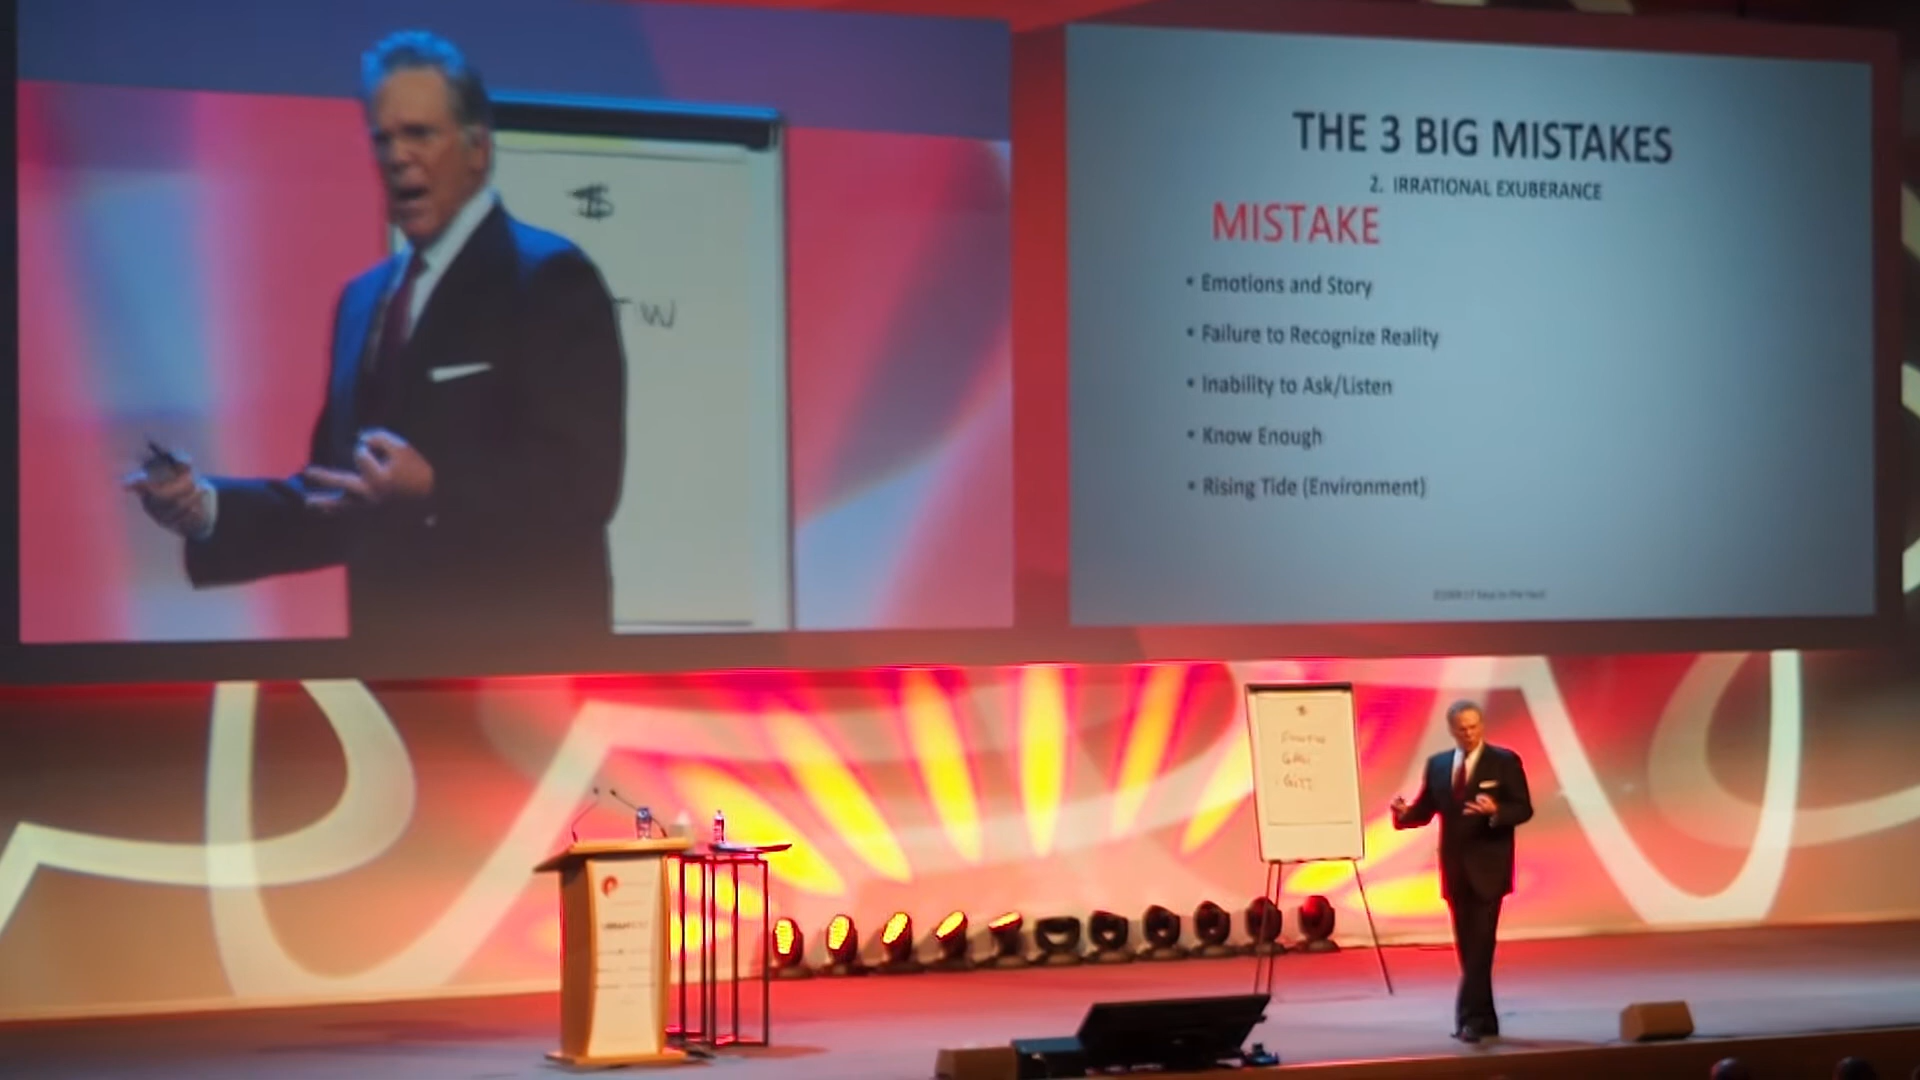 $
TW
THE 3 BIG MISTAKES
2. IRRATIONAL EXUBERANCE
MISTAKE
• Emotions and Story
• Failure to Recognize Reality
• Inability to Ask/Listen
• Know Enough
• Rising Tide (Environment)
$